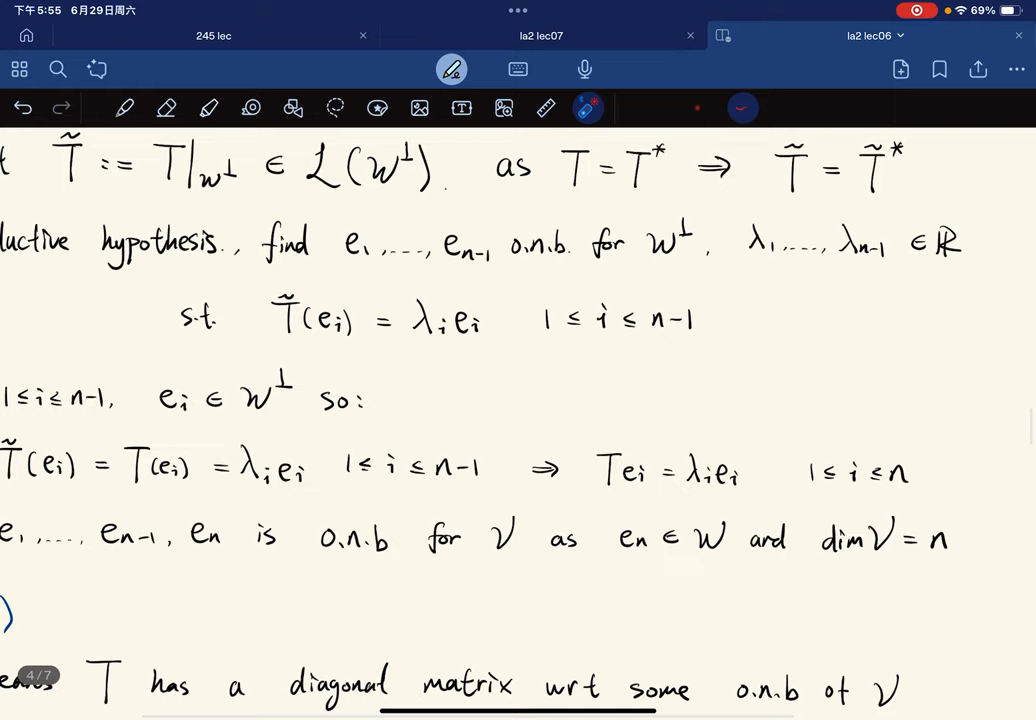 下午5:55 6月29日周六
69%
245 lec
la2 lec07
la2 lec06
t T̃ := T|_W⊥ ∈ ℒ(W⊥). as T = T* ⇒ T̃ = T̃*
ductive hypothesis, find e₁, ..., eₙ₋₁ o.n.b. for W⊥, λ₁, ..., λₙ₋₁ ∈ ℝ
s.t. T̃(eᵢ) = λᵢeᵢ 1 ≤ i ≤ n-1
1 ≤ i ≤ n-1, eᵢ ∈ W⊥ so:
T̃(eᵢ) = T(eᵢ) = λᵢeᵢ 1 ≤ i ≤ n-1 ⇒ Teᵢ = λᵢeᵢ 1 ≤ i ≤ n
e₁, ..., eₙ₋₁, eₙ is o.n.b for V as eₙ ∈ W and dim V = n
)
4/7
eans T has a diagonal matrix wrt some o.n.b of V